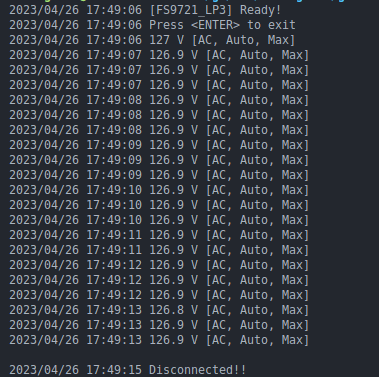 2023/04/26 17:49:06 [FS9721_LP3] Ready!
2023/04/26 17:49:06 Press <ENTER> to exit
2023/04/26 17:49:06 127 V [AC, Auto, Max]
2023/04/26 17:49:07 126.9 V [AC, Auto, Max]
2023/04/26 17:49:07 126.9 V [AC, Auto, Max]
2023/04/26 17:49:08 126.9 V [AC, Auto, Max]
2023/04/26 17:49:08 126.9 V [AC, Auto, Max]
2023/04/26 17:49:08 126.9 V [AC, Auto, Max]
2023/04/26 17:49:09 126.9 V [AC, Auto, Max]
2023/04/26 17:49:09 126.9 V [AC, Auto, Max]
2023/04/26 17:49:09 126.9 V [AC, Auto, Max]
2023/04/26 17:49:10 126.9 V [AC, Auto, Max]
2023/04/26 17:49:10 126.9 V [AC, Auto, Max]
2023/04/26 17:49:10 126.9 V [AC, Auto, Max]
2023/04/26 17:49:11 126.9 V [AC, Auto, Max]
2023/04/26 17:49:11 126.9 V [AC, Auto, Max]
2023/04/26 17:49:12 126.9 V [AC, Auto, Max]
2023/04/26 17:49:12 126.9 V [AC, Auto, Max]
2023/04/26 17:49:12 126.9 V [AC, Auto, Max]
2023/04/26 17:49:13 126.8 V [AC, Auto, Max]
2023/04/26 17:49:13 126.9 V [AC, Auto, Max]
2023/04/26 17:49:13 126.9 V [AC, Auto, Max]
2023/04/26 17:49:15 Disconnected!!